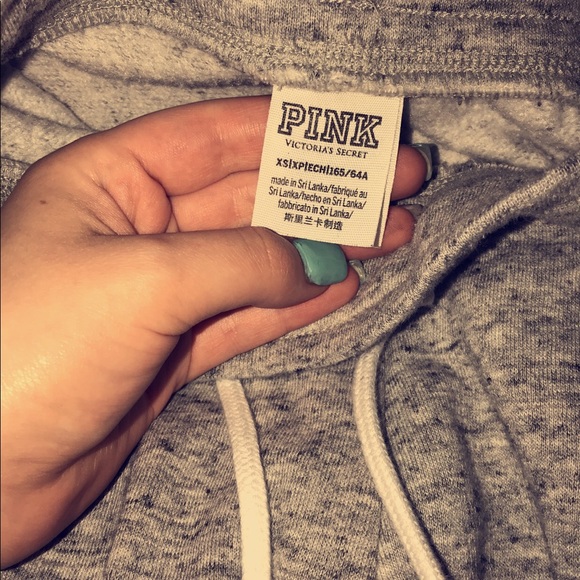 PINK
VICTORIA'S SECRET
XS|XP|ECH|165/64A
made in Sri Lanka/fabriqué au
Sri Lanka/hecho en Sri Lanka/
fabbricato in Sri Lanka/
斯里兰卡制造